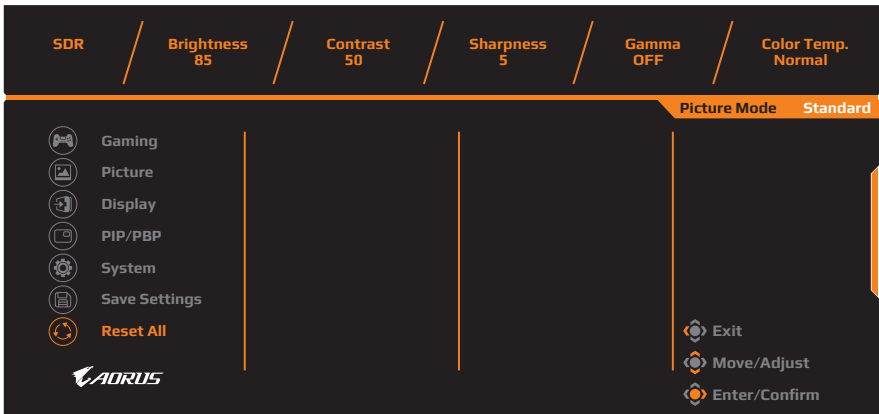 SDR
Brightness
85
Contrast
50
Sharpness
5
Gamma
OFF
Color Temp.
Normal
Picture Mode Standard
Gaming
Picture
Display
PIP/PBP
System
Save Settings
Reset All
AORUS
Exit
Move/Adjust
Enter/Confirm